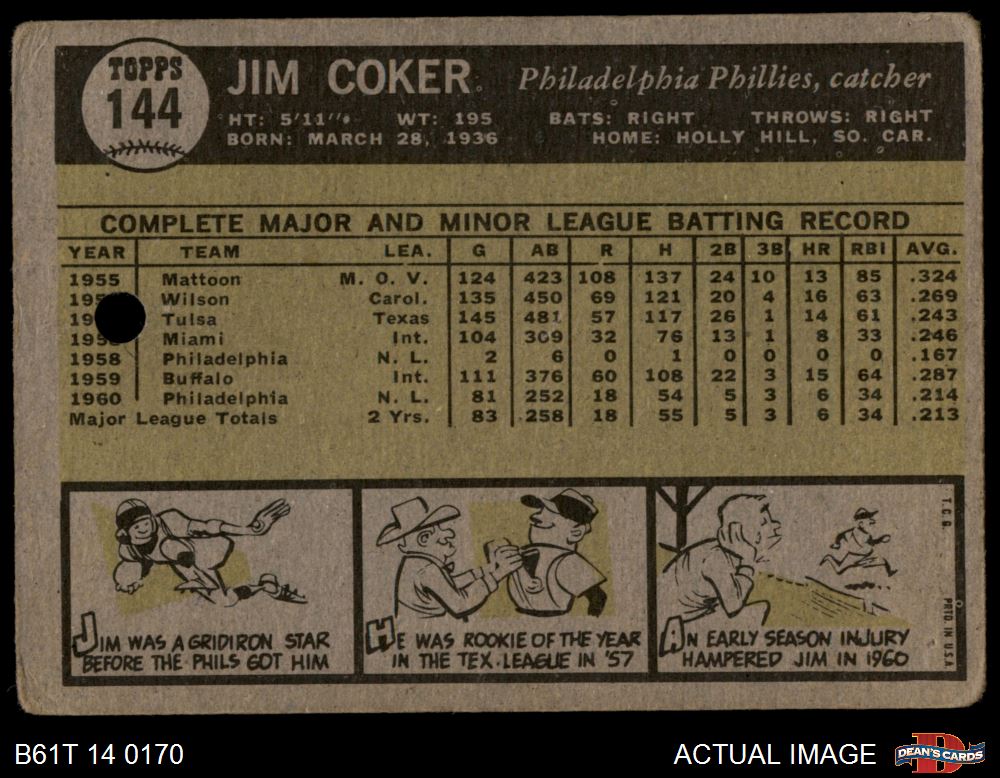 TOPPS
144
JIM COKER
Philadelphia Phillies, catcher
HT: 5'11" WT: 195 BATS: RIGHT THROWS: RIGHT
BORN: MARCH 28, 1936 HOME: HOLLY HILL, SO. CAR.
COMPLETE MAJOR AND MINOR LEAGUE BATTING RECORD
YEAR TEAM LEA. G AB R H 2B 3B HR RBI AVG.
1955 Mattoon M. O. V. 124 423 108 137 24 10 13 85 .324
195 Wilson Carol. 135 450 69 121 20 4 16 63 .269
19 Tulsa Texas 145 481 57 117 26 1 14 61 .243
195 Miami Int. 104 309 32 76 13 1 8 33 .246
1958 Philadelphia N. L. 2 6 0 1 0 0 0 0 .167
1959 Buffalo Int. 111 376 60 108 22 3 15 64 .287
1960 Philadelphia N. L. 81 252 18 54 5 3 6 34 .214
Major League Totals 2 Yrs. 83 258 18 55 5 3 6 34 .213
JIM WAS A GRIDIRON STAR
BEFORE THE PHILS GOT HIM
HE WAS ROOKIE OF THE YEAR
IN THE TEX. LEAGUE IN '57
AN EARLY SEASON INJURY
HAMPERED JIM IN 1960
T.C.G.
PRTD. IN U.S.A.
B61T 14 0170
ACTUAL IMAGE
DEAN'S CARDS